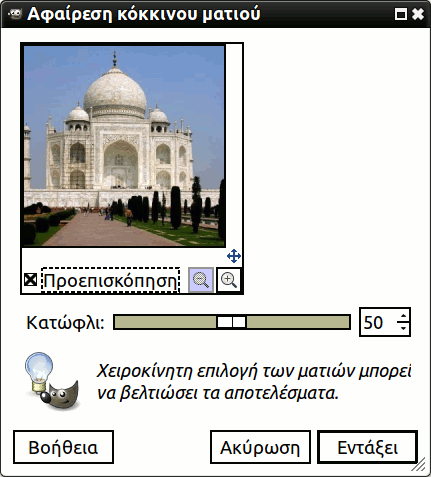 Αφαίρεση κόκκινου ματιού
Προεπισκόπηση
Κατώφλι:
50
Χειροκίνητη επιλογή των ματιών μπορεί
να βελτιώσει τα αποτελέσματα.
Βοήθεια
Ακύρωση
Εντάξει